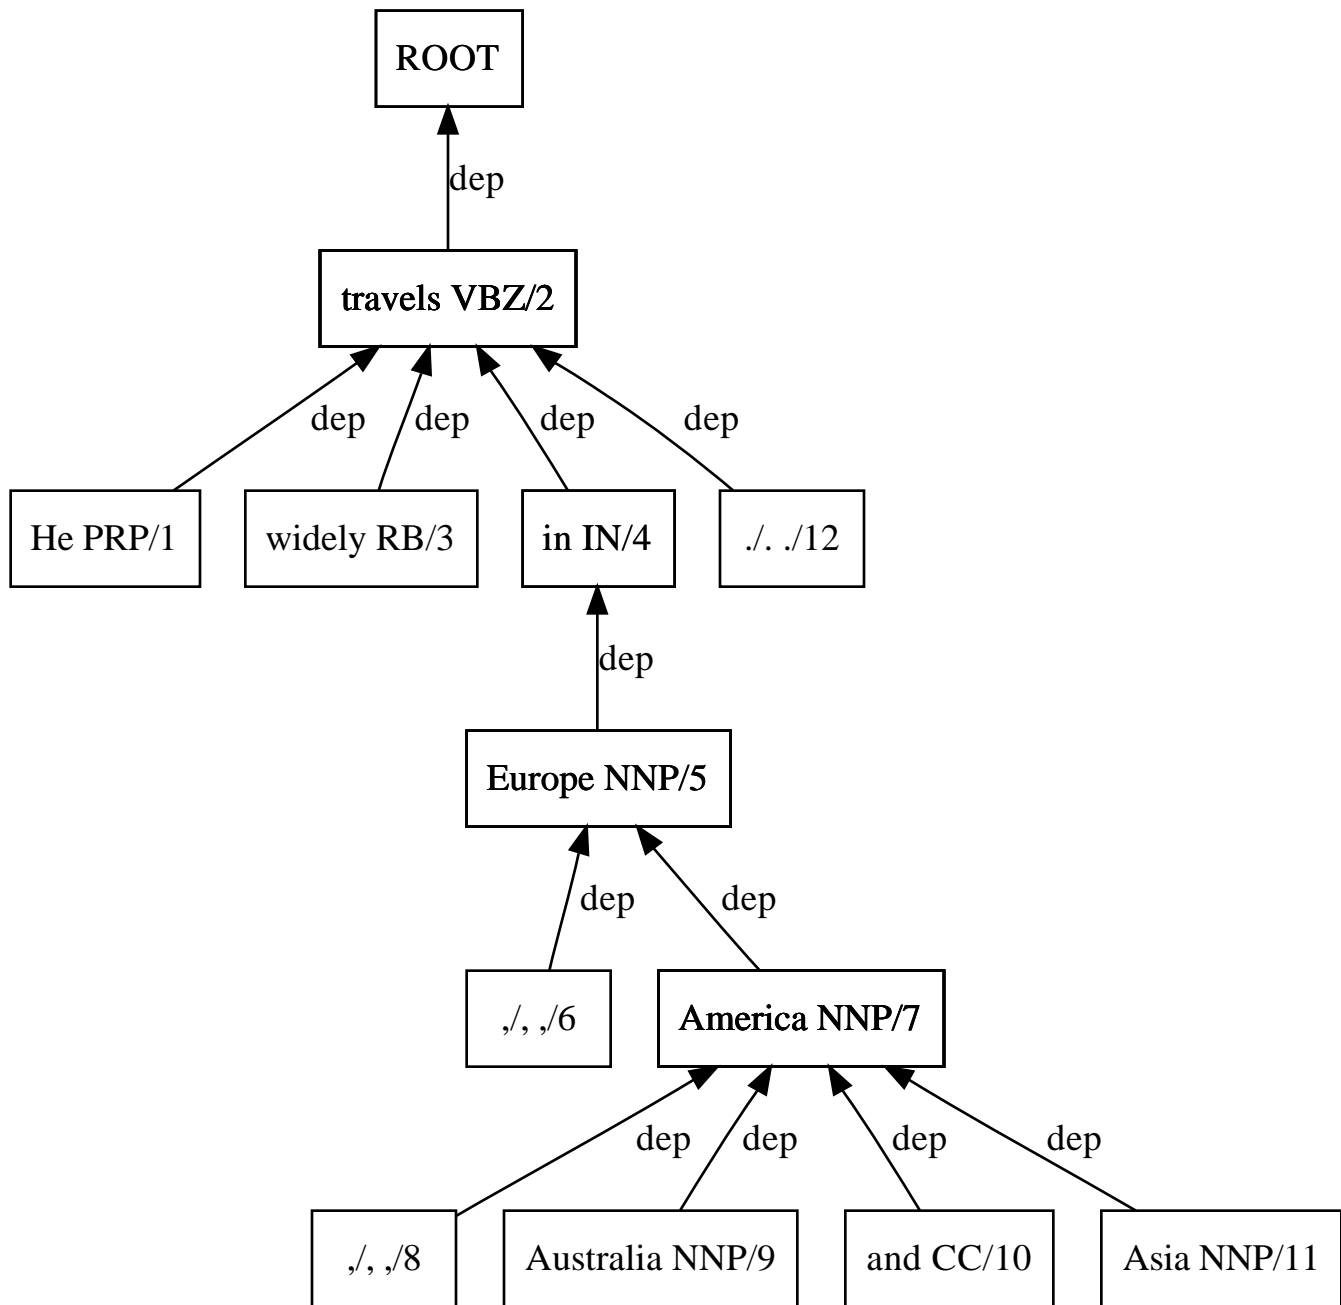 ROOT
dep
travels VBZ/2
dep dep dep dep
He PRP/1 widely RB/3 in IN/4 ./. ./12
dep
Europe NNP/5
dep dep
,/, ,/6 America NNP/7
dep dep dep dep
,/, ,/8 Australia NNP/9 and CC/10 Asia NNP/11